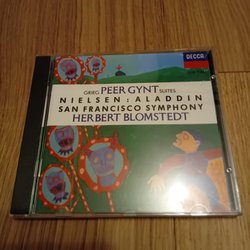 DECCA
GRIEG PEER GYNT SUITES
NIELSEN : ALADDIN
SAN FRANCISCO SYMPHONY
HERBERT BLOMSTEDT